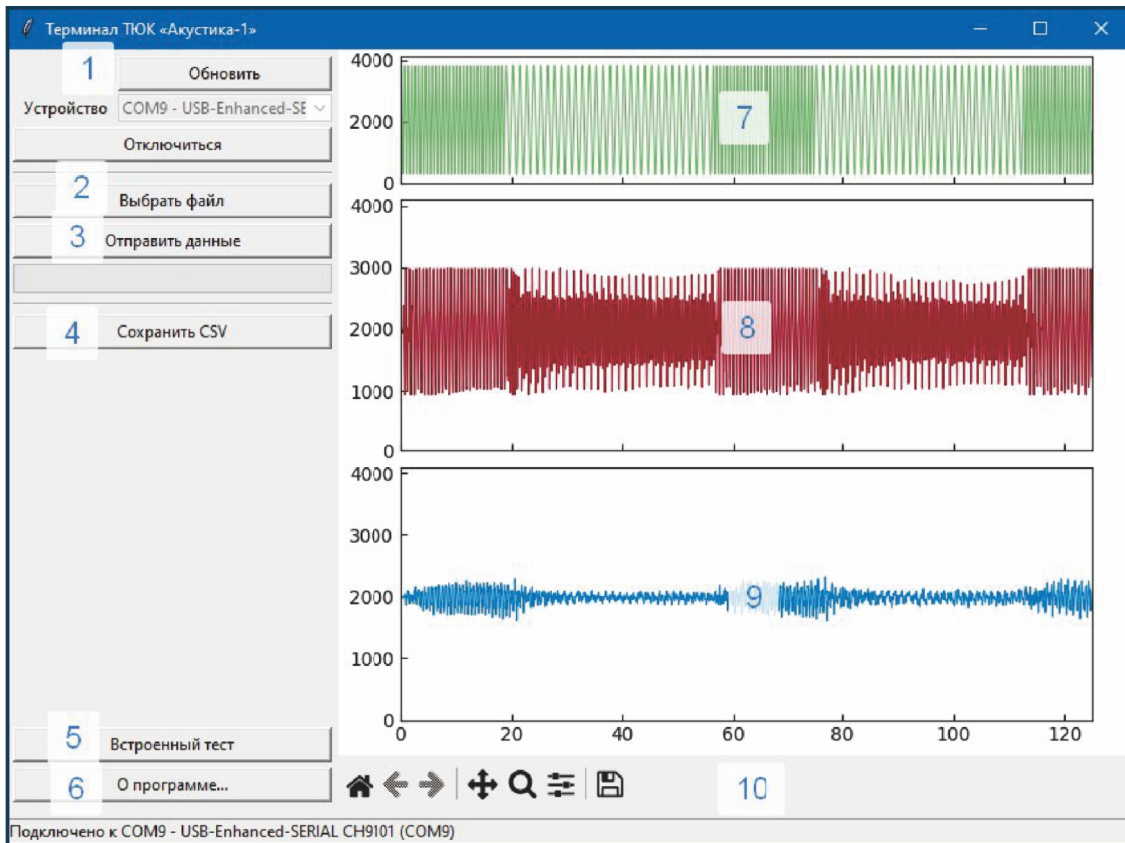 Терминал ТЮК «Акустика-1»
1
Обновить
Устройство COM9 - USB-Enhanced-SE
Отключиться
2
Выбрать файл
3
Отправить данные
4
Сохранить CSV
5
Встроенный тест
6
О программе...
4000
2000
0
7
4000
3000
2000
1000
0
8
4000
3000
2000
1000
0
9
0 20 40 60 80 100 120
10
Подключено к COM9 - USB-Enhanced-SERIAL CH9101 (COM9)